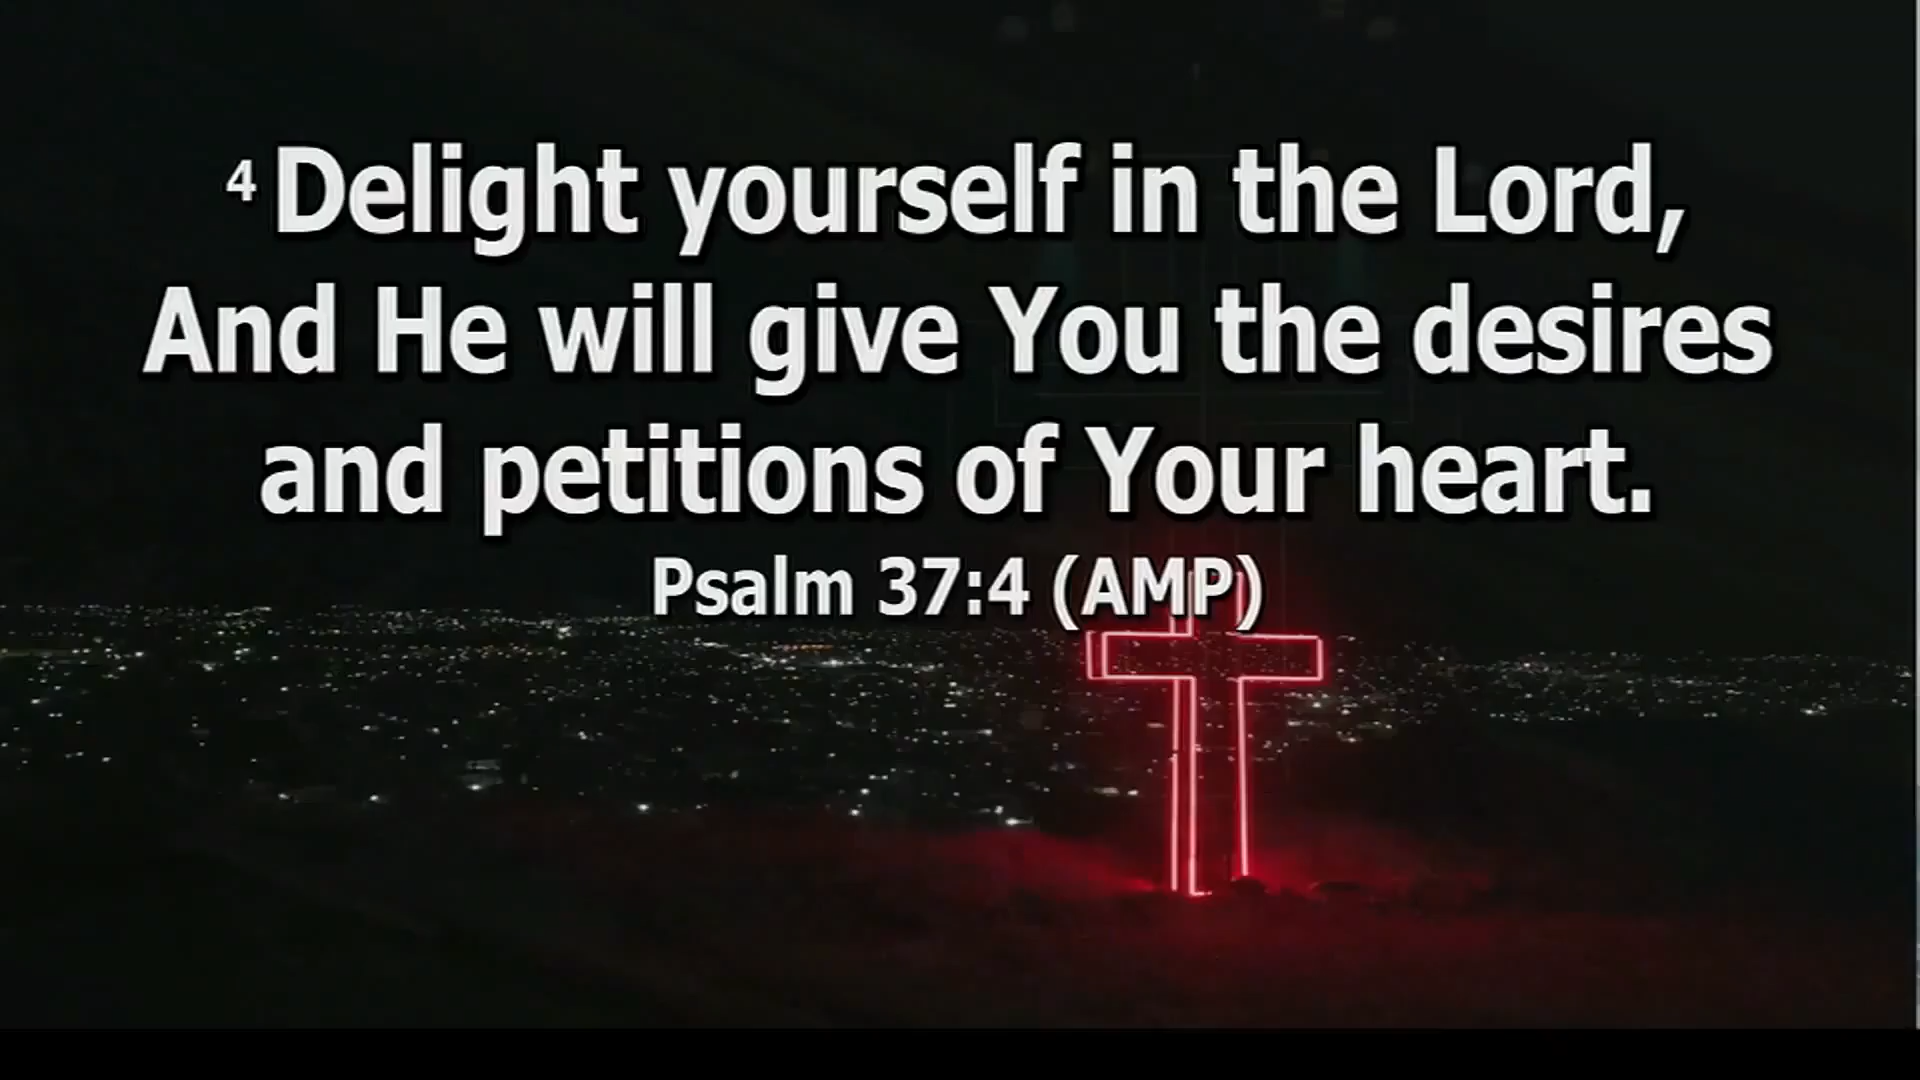 4 Delight yourself in the Lord,
And He will give You the desires
and petitions of Your heart.
Psalm 37:4 (AMP)